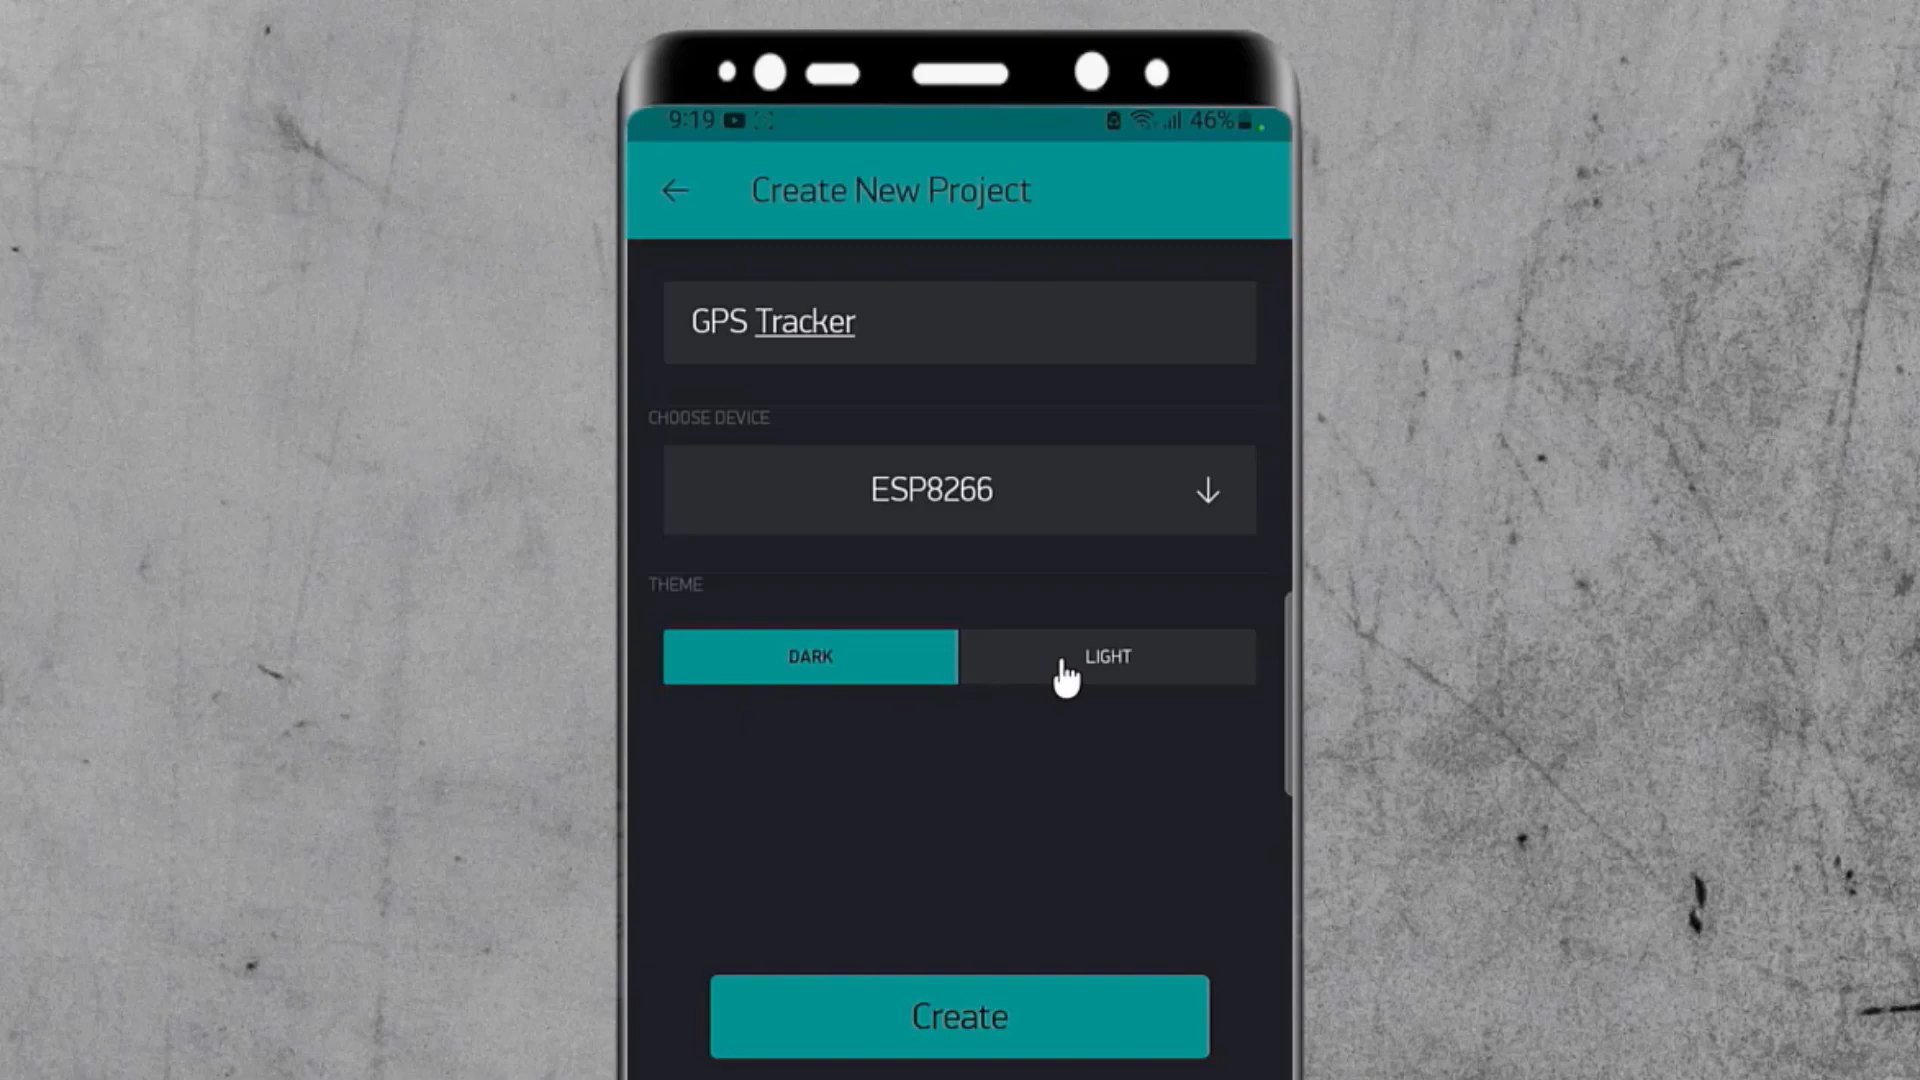 9:19 46%
Create New Project
GPS Tracker
CHOOSE DEVICE
ESP8266
THEME
DARK LIGHT
Create